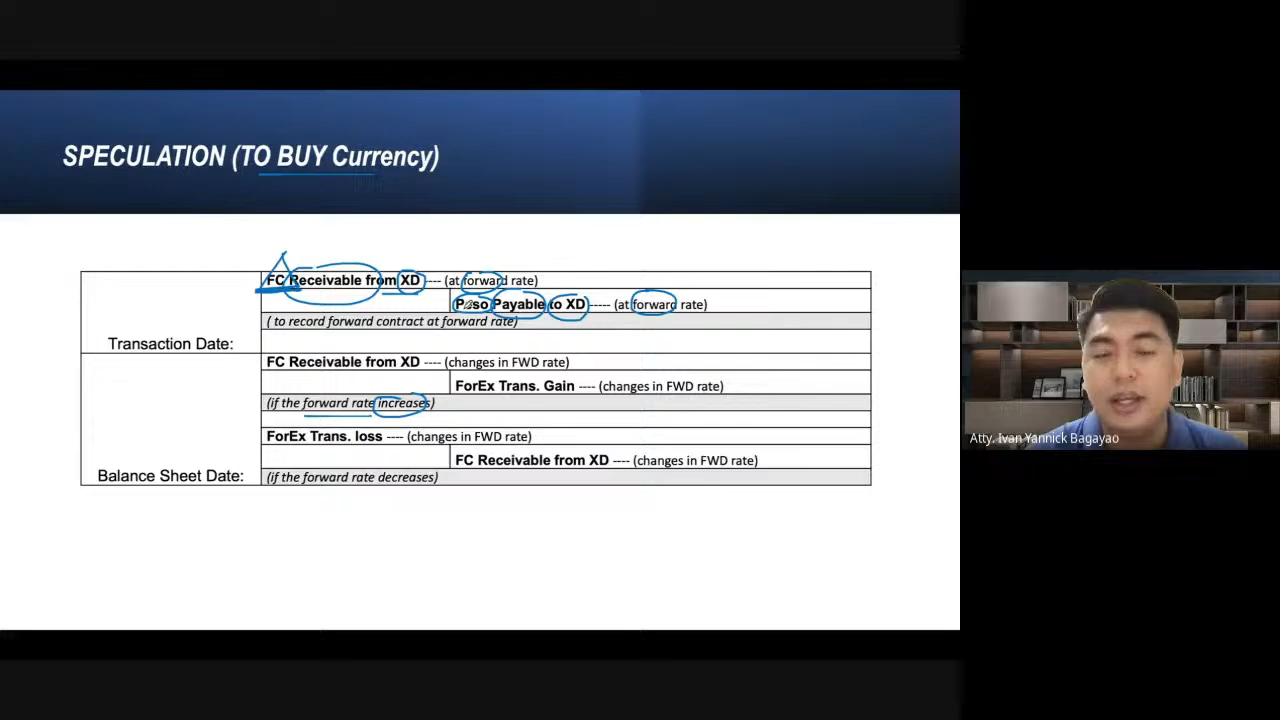 SPECULATION (TO BUY Currency)
FC Receivable from XD ---- (at forward rate)
Peso Payable to XD ----- (at forward rate)
( to record forward contract at forward rate)
Transaction Date:
FC Receivable from XD ---- (changes in FWD rate)
ForEx Trans. Gain ---- (changes in FWD rate)
(if the forward rate increases)
ForEx Trans. loss ---- (changes in FWD rate)
FC Receivable from XD ---- (changes in FWD rate)
Balance Sheet Date:
(if the forward rate decreases)
Atty. Ivan Yannick Bagayao